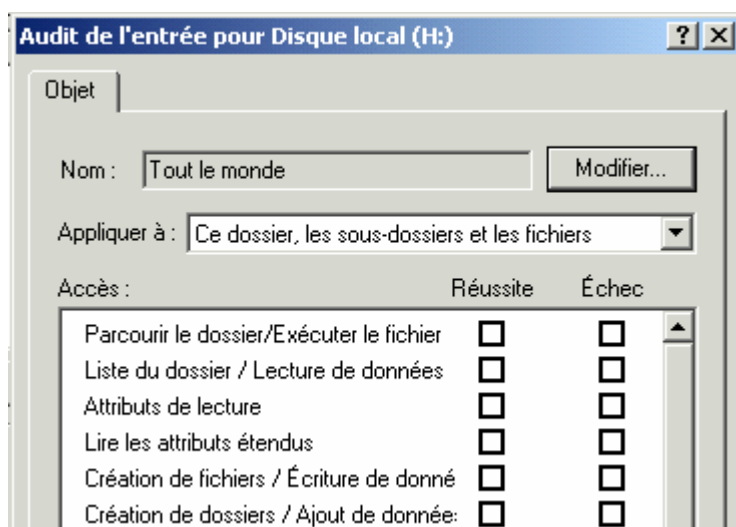 Audit de l'entrée pour Disque local (H:)
Objet
Nom : Tout le monde Modifier...
Appliquer à : Ce dossier, les sous-dossiers et les fichiers
Accès : Réussite Échec
Parcourir le dossier/Exécuter le fichier
Liste du dossier / Lecture de données
Attributs de lecture
Lire les attributs étendus
Création de fichiers / Écriture de donné
Création de dossiers / Ajout de donnée